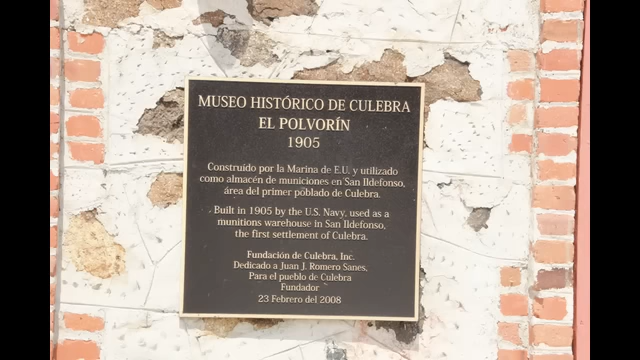 MUSEO HISTÓRICO DE CULEBRA
EL POLVORÍN
1905
Construido por la Marina de E.U. y utilizado
como almacén de municiones en San Ildefonso,
área del primer poblado de Culebra.
Built in 1905 by the U.S. Navy, used as a
munitions warehouse in San Ildefonso,
the first settlement of Culebra.
Fundación de Culebra, Inc.
Dedicado a Juan J. Romero Sanes,
Para el pueblo de Culebra
Fundador
23 Febrero del 2008